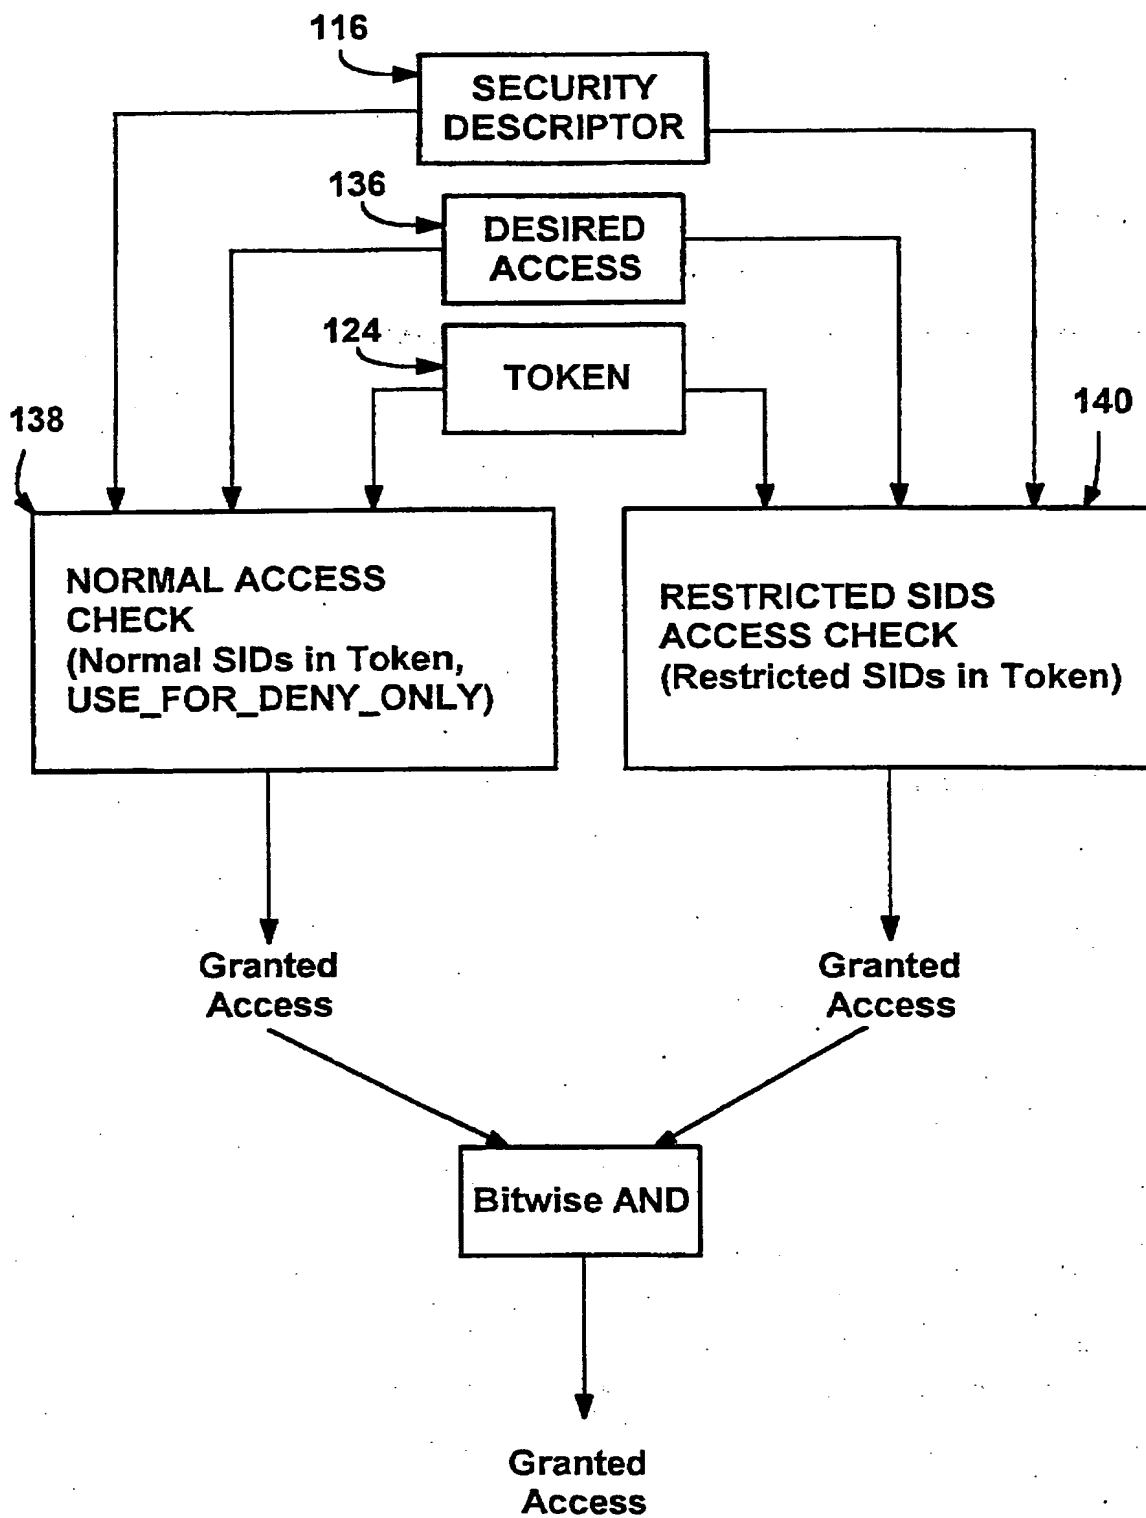 116
SECURITY
DESCRIPTOR
136
DESIRED
ACCESS
124
TOKEN
138
140
NORMAL ACCESS
CHECK
(Normal SIDs in Token,
USE_FOR_DENY_ONLY)
RESTRICTED SIDS
ACCESS CHECK
(Restricted SIDs in Token)
Granted
Access
Granted
Access
Bitwise AND
Granted
Access